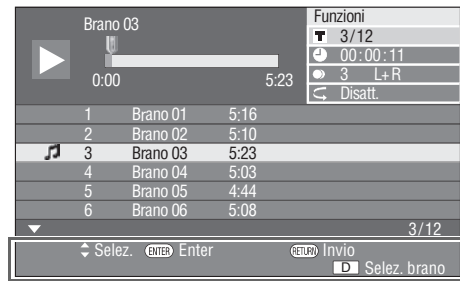 Brano 03
0:00 5:23
Funzioni
T 3/12
00:00:11
3 L+R
Disatt.
1 Brano 01 5:16
2 Brano 02 5:10
3 Brano 03 5:23
4 Brano 04 5:03
5 Brano 05 4:44
6 Brano 06 5:08
3/12
Selez. ENTER Enter RETURN Invio
D Selez. brano